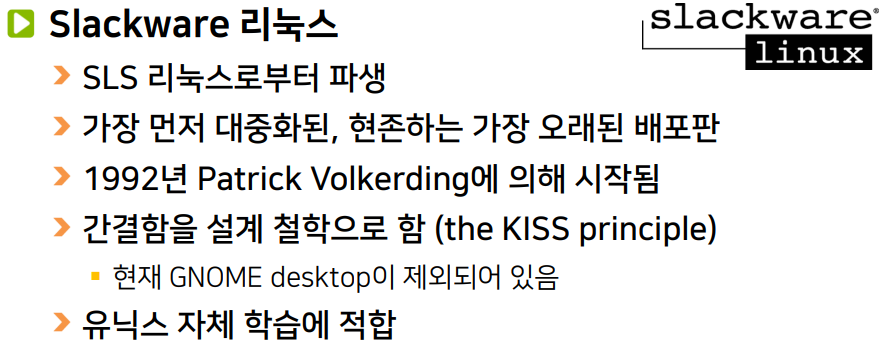 Slackware 리눅스
slackware®
linux
SLS 리눅스로부터 파생
가장 먼저 대중화된, 현존하는 가장 오래된 배포판
1992년 Patrick Volkerding에 의해 시작됨
간결함을 설계 철학으로 함 (the KISS principle)
현재 GNOME desktop이 제외되어 있음
유닉스 자체 학습에 적합